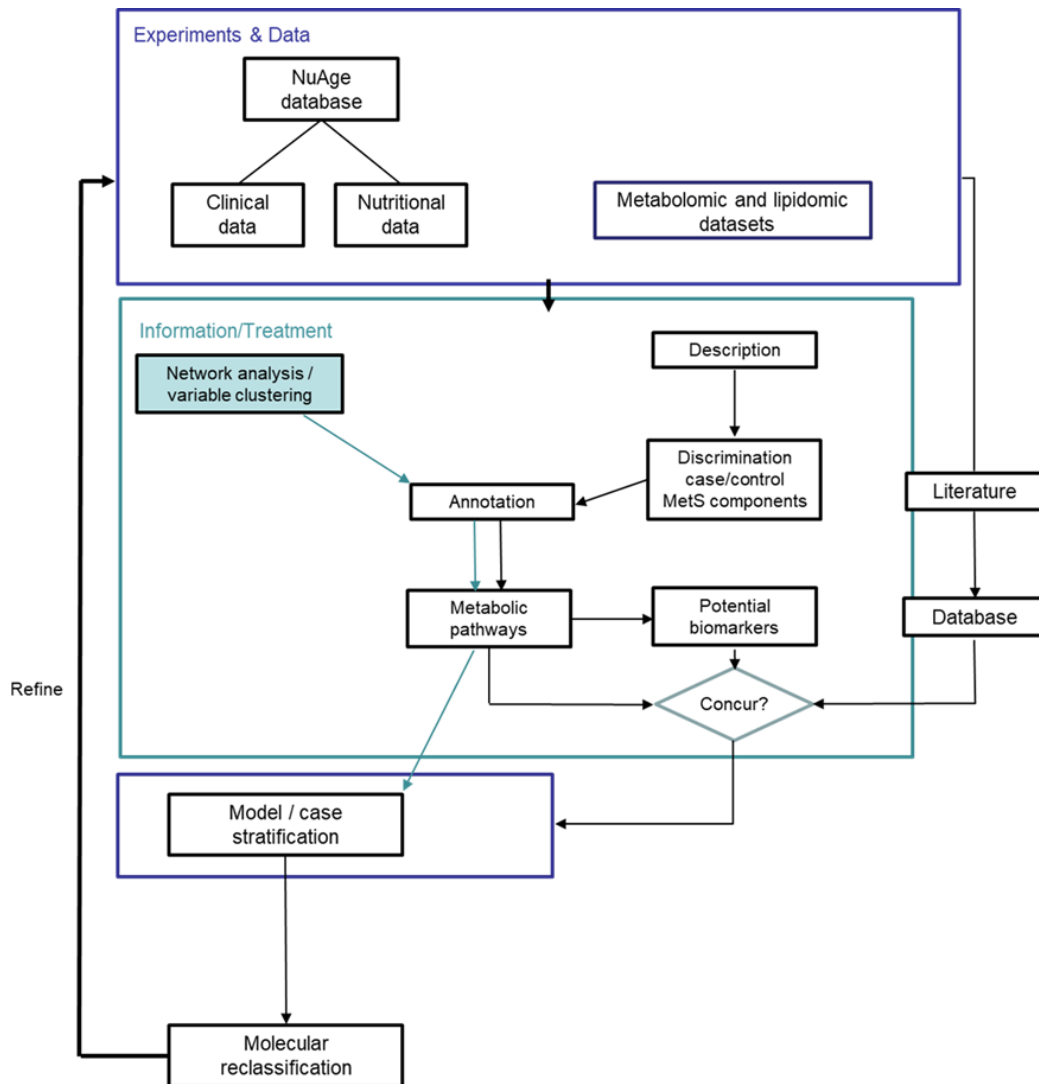 Experiments & Data
NuAge
database
Clinical
data
Nutritional
data
Metabolomic and lipidomic
datasets
Information/Treatment
Network analysis /
variable clustering
Description
Discrimination
case/control
MetS components
Annotation
Literature
Metabolic
pathways
Potential
biomarkers
Database
Refine
Concur?
Model / case
stratification
Molecular
reclassification